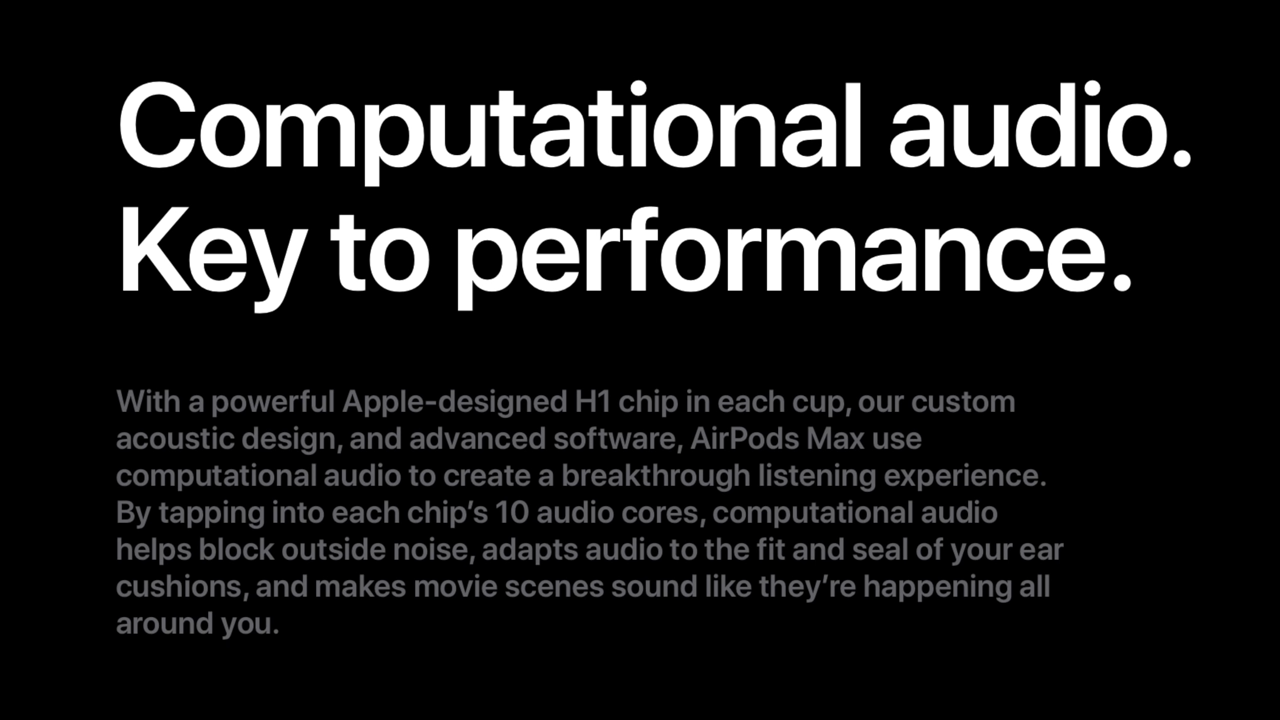 Computational audio.
Key to performance.
With a powerful Apple-designed H1 chip in each cup, our custom
acoustic design, and advanced software, AirPods Max use
computational audio to create a breakthrough listening experience.
By tapping into each chip’s 10 audio cores, computational audio
helps block outside noise, adapts audio to the fit and seal of your ear
cushions, and makes movie scenes sound like they’re happening all
around you.